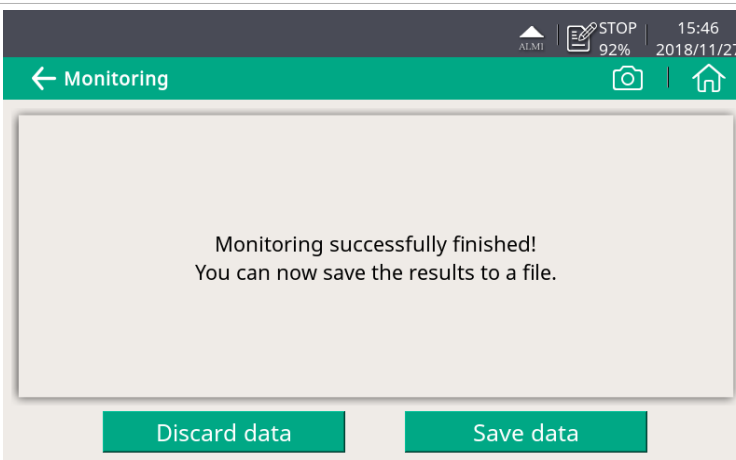 ALM1
STOP
92%
15:46
2018/11/27
Monitoring
Monitoring successfully finished!
You can now save the results to a file.
Discard data
Save data